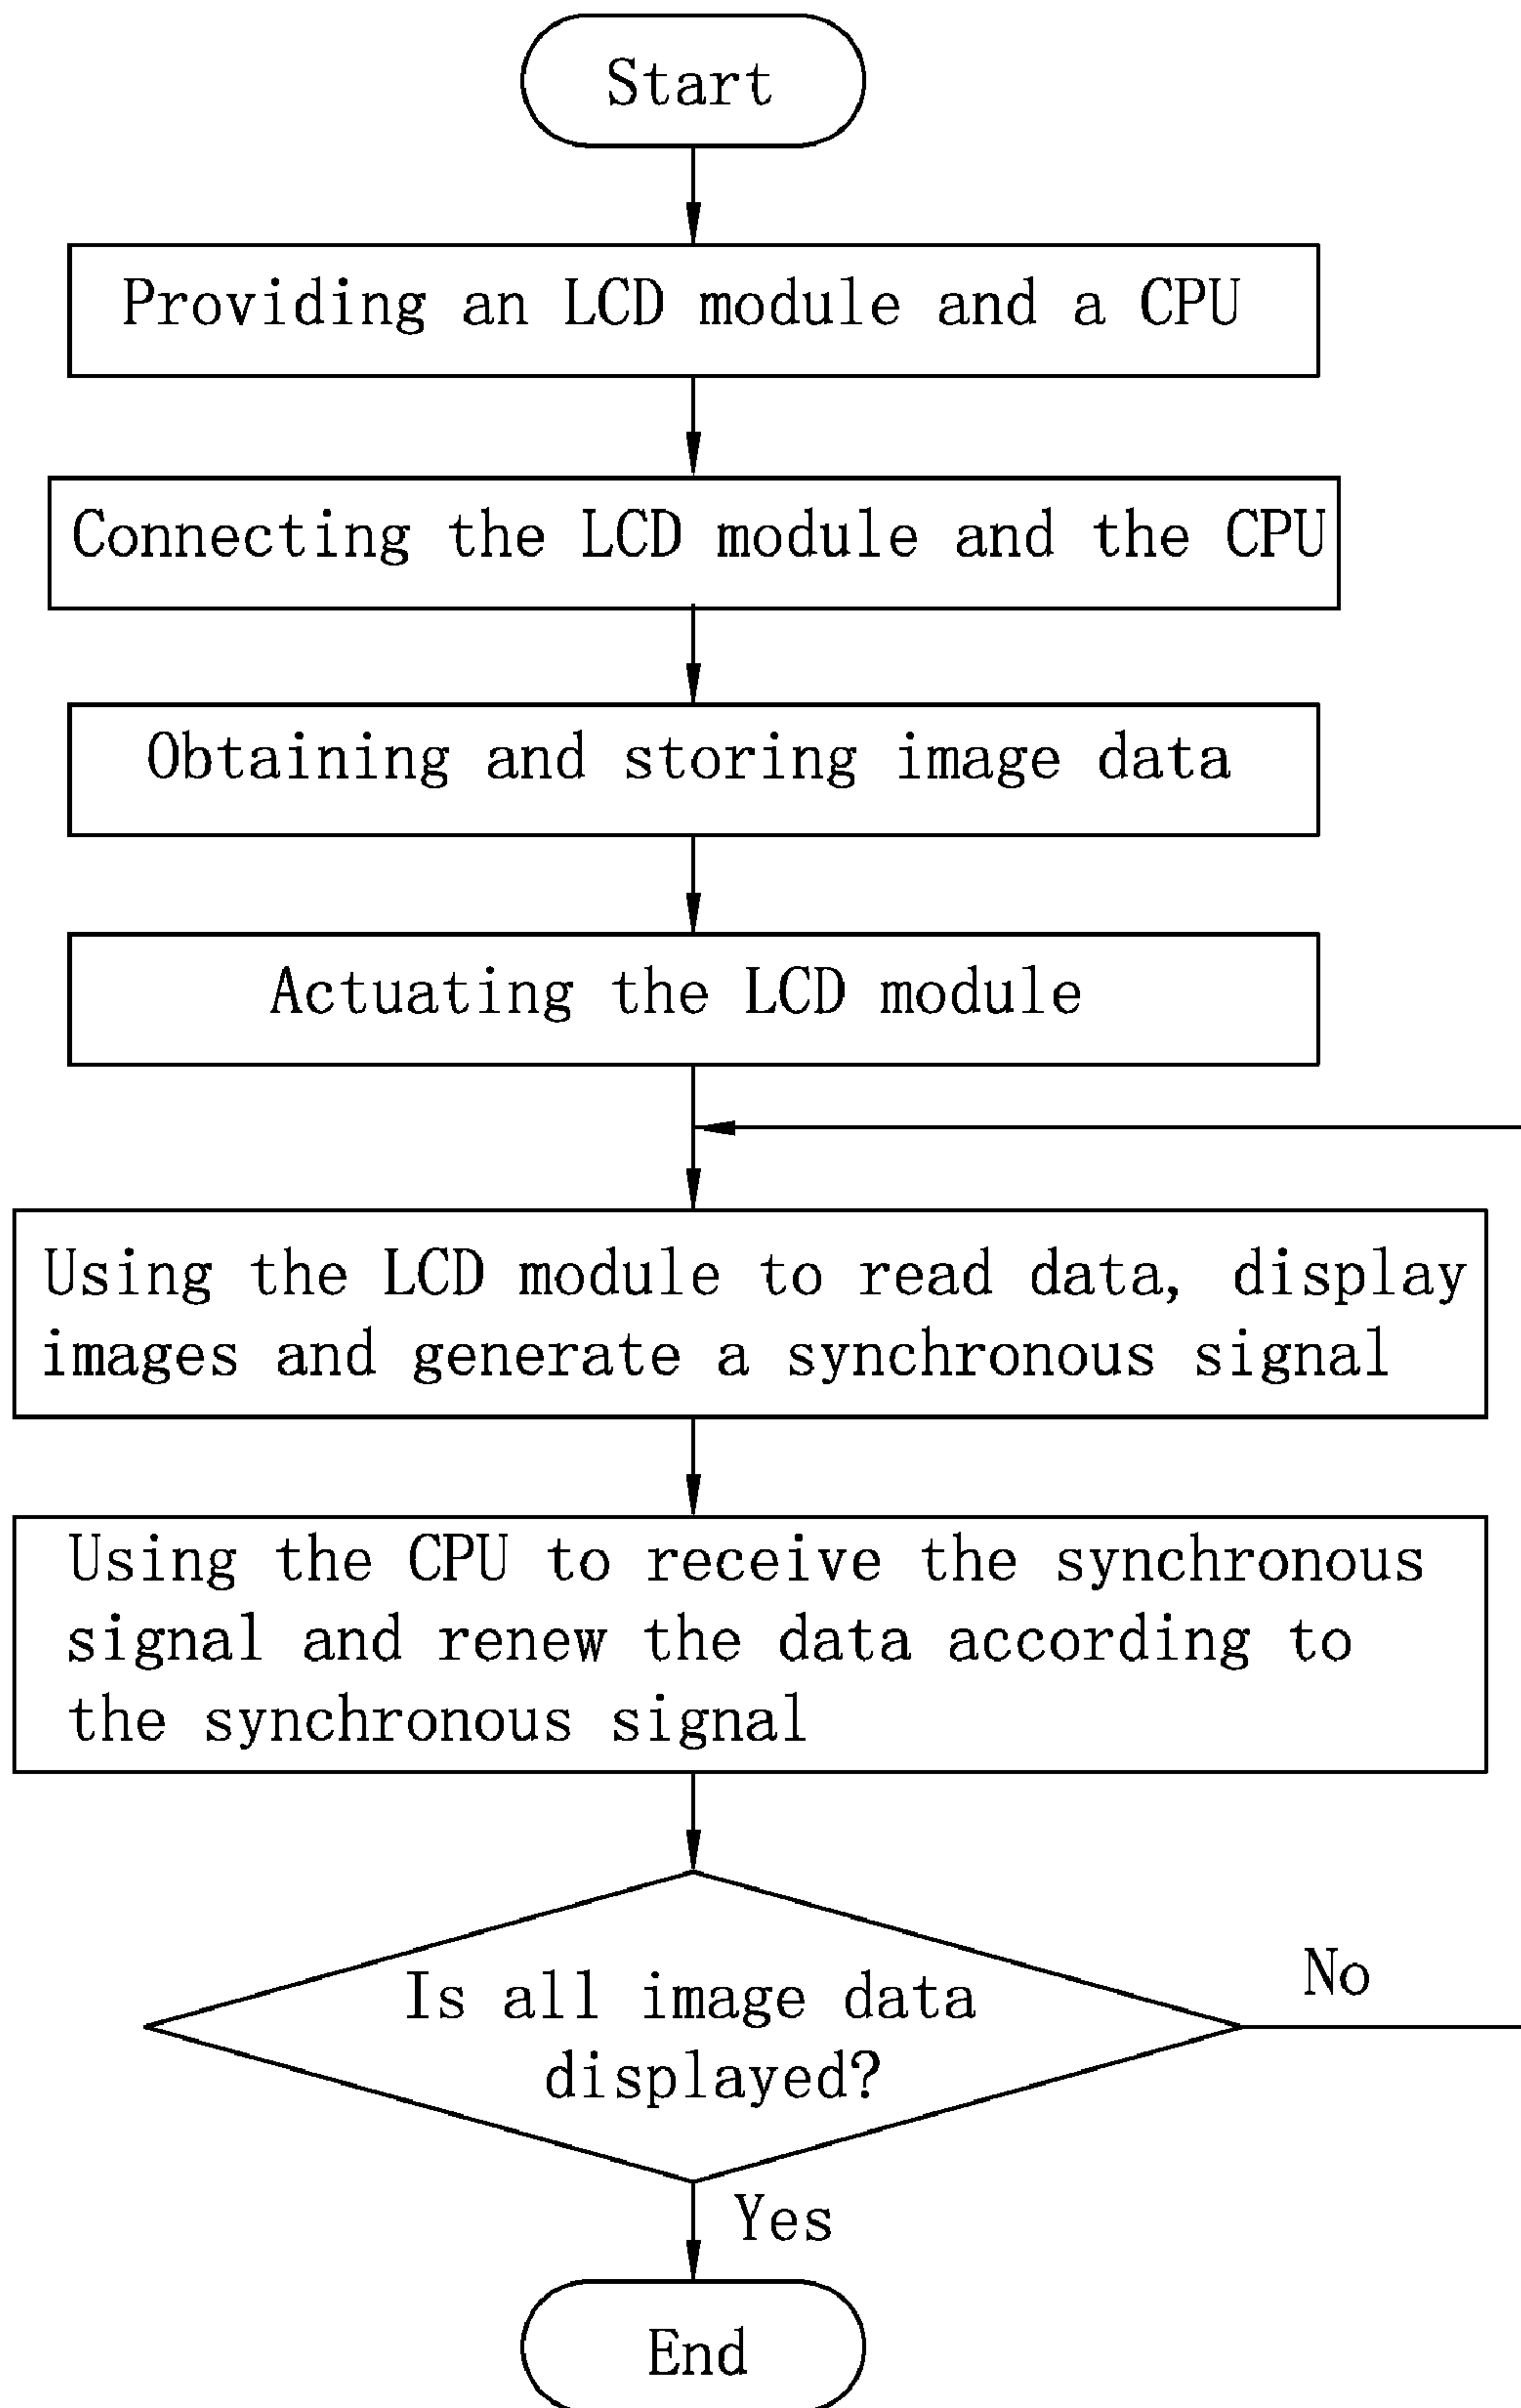 Start
Providing an LCD module and a CPU
Connecting the LCD module and the CPU
Obtaining and storing image data
Actuating the LCD module
Using the LCD module to read data, display
images and generate a synchronous signal
Using the CPU to receive the synchronous
signal and renew the data according to
the synchronous signal
Is all image data
displayed?
No
Yes
End